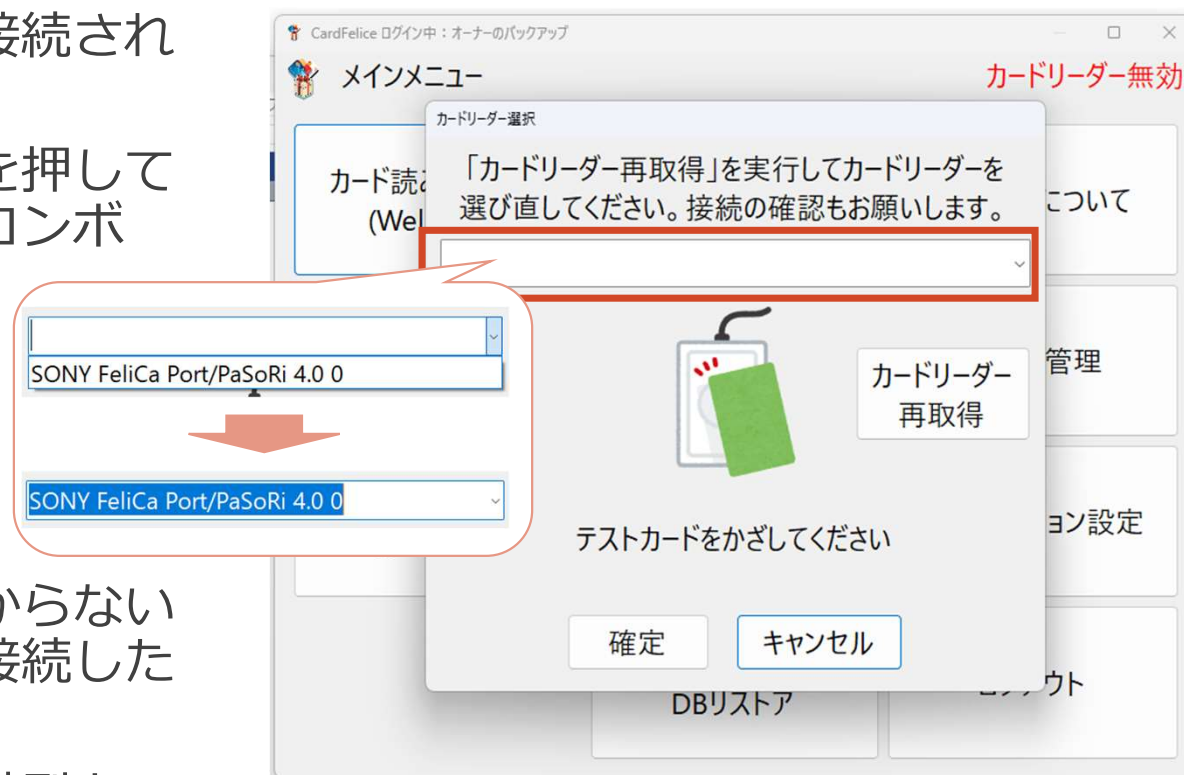 接続され
を押して
コンボ
からない
接続した
CardFelice ログイン中：オーナーのバックアップ
メインメニュー
カードリーダー無効
カード読み
(Wel
について
管理
ョン設定
DBリストア
カードリーダー選択
「カードリーダー再取得」を実行してカードリーダーを
選び直してください。接続の確認もお願いします。
カードリーダー
再取得
テストカードをかざしてください
確定
キャンセル
SONY FeliCa Port/PaSoRi 4.0 0
SONY FeliCa Port/PaSoRi 4.0 0